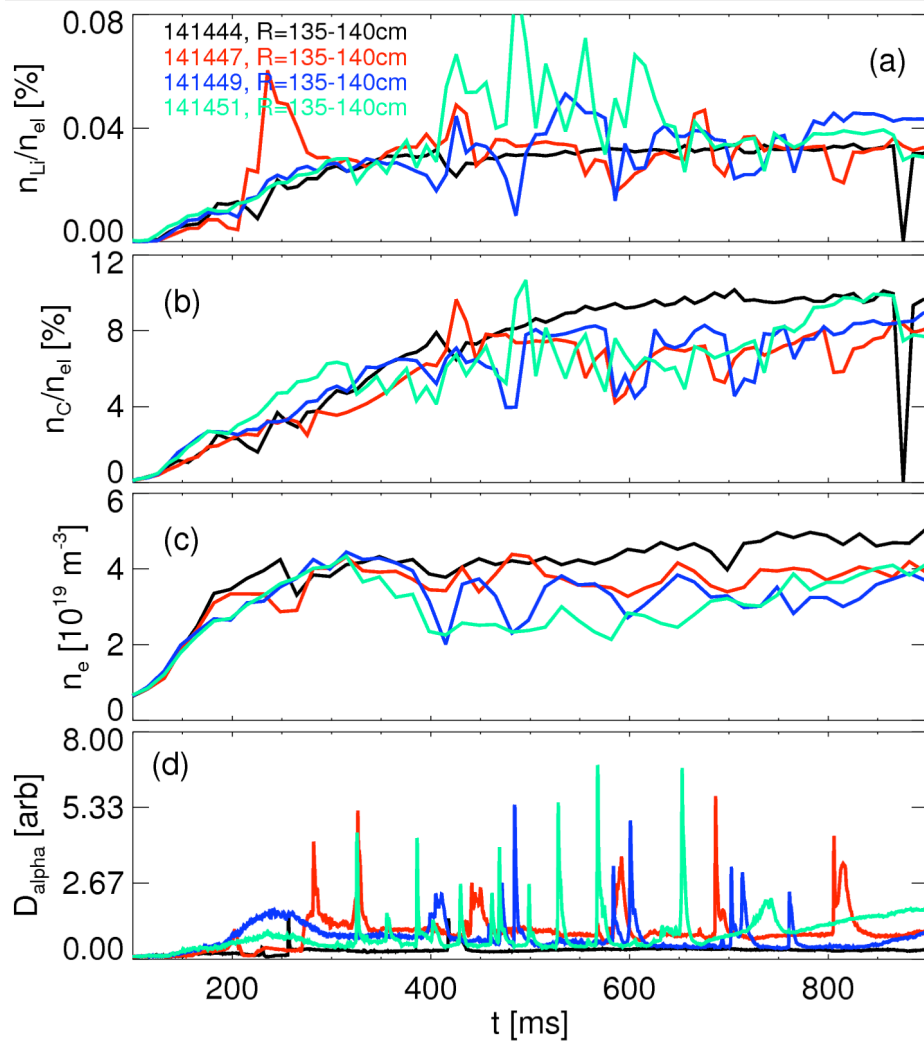 0.08
141444, R=135-140cm
141447, R=135-140cm
141449, R=135-140cm
141451, R=135-140cm
(a)
n_Li/n_el [%]
0.04
0.00
12
(b)
n_C/n_el [%]
8
4
0
6
(c)
n_e [10^19 m^-3]
4
2
0
8.00
(d)
D_alpha [arb]
5.33
2.67
0.00
200 400 600 800
t [ms]